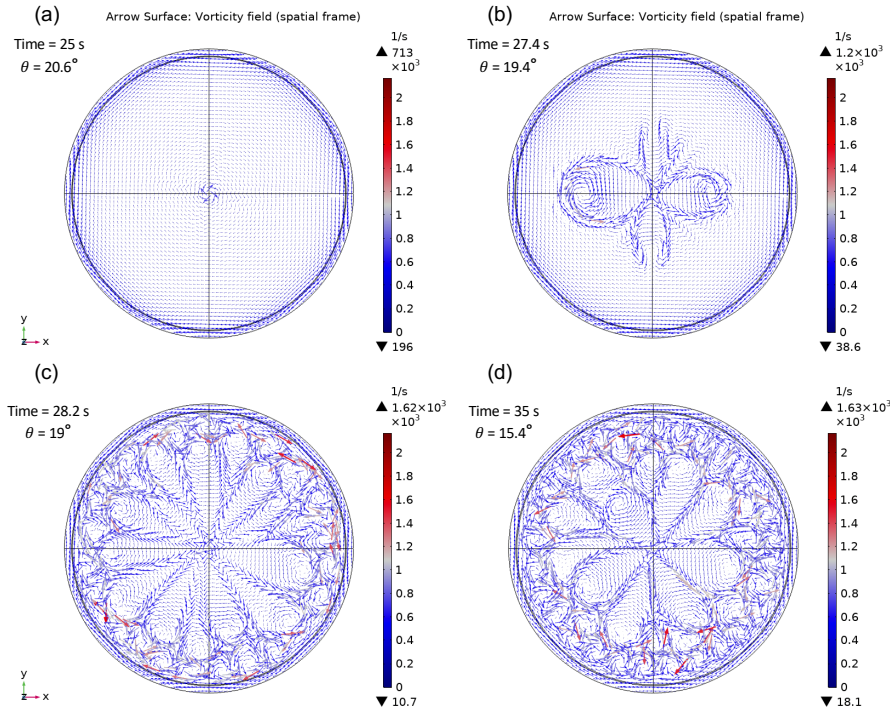 (a)
Arrow Surface: Vorticity field (spatial frame)
Time = 25 s
θ = 20.6°
1/s
▲ 713
×10³
2
1.8
1.6
1.4
1.2
1
0.8
0.6
0.4
0.2
0
▼ 196
y
z x
(b)
Arrow Surface: Vorticity field (spatial frame)
Time = 27.4 s
θ = 19.4°
1/s
▲ 1.2×10³
×10³
2
1.8
1.6
1.4
1.2
1
0.8
0.6
0.4
0.2
0
▼ 38.6
(c)
Time = 28.2 s
θ = 19°
1/s
▲ 1.62×10³
×10³
2
1.8
1.6
1.4
1.2
1
0.8
0.6
0.4
0.2
0
▼ 10.7
y
z x
(d)
Time = 35 s
θ = 15.4°
1/s
▲ 1.63×10³
×10³
2
1.8
1.6
1.4
1.2
1
0.8
0.6
0.4
0.2
0
▼ 18.1